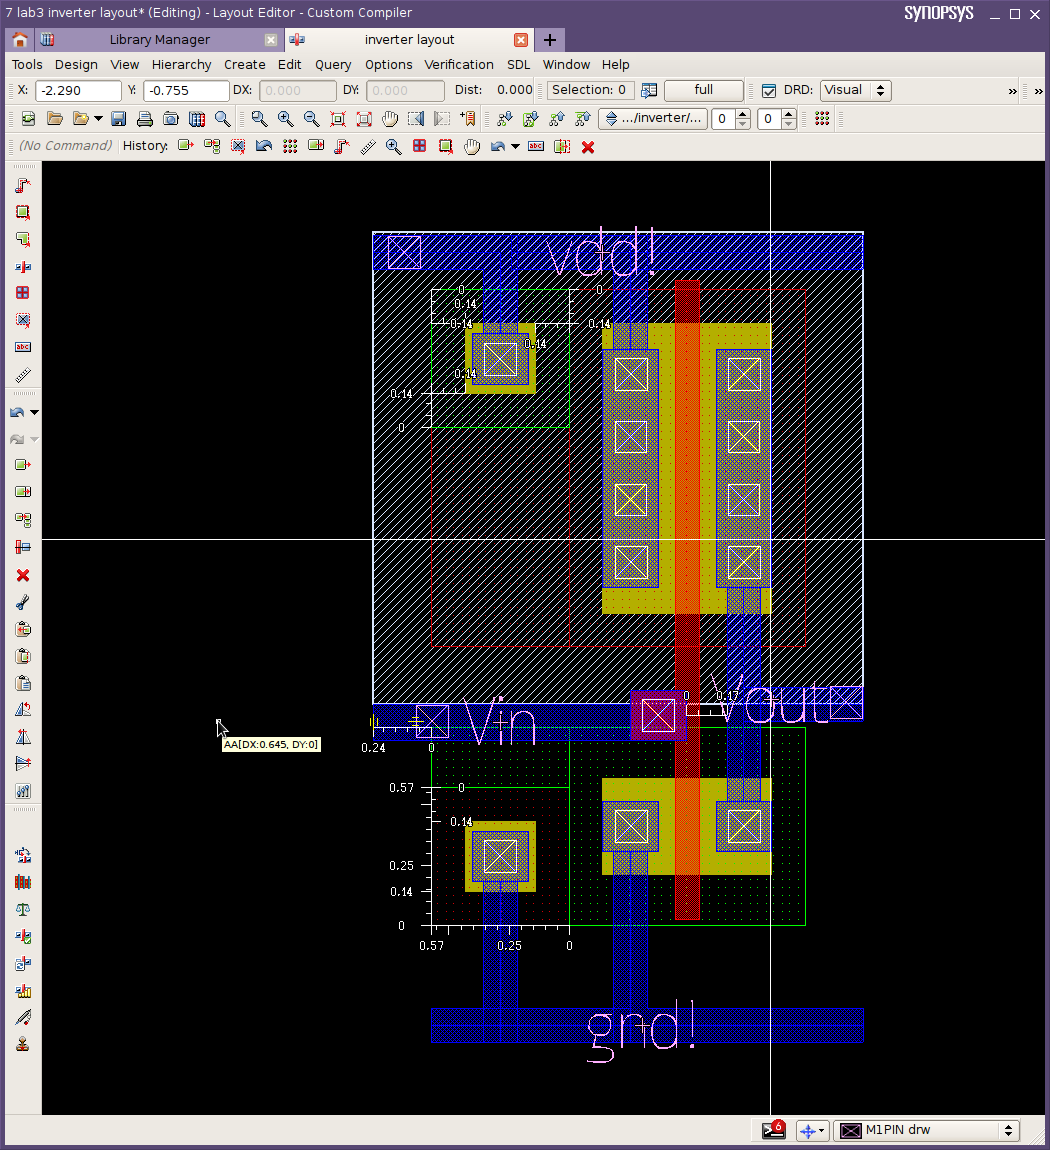 7 lab3 inverter layout* (Editing) - Layout Editor - Custom Compiler
SYNOPSYS
Library Manager
inverter layout
Tools Design View Hierarchy Create Edit Query Options Verification SDL Window Help
X: -2.290 Y: -0.755 DX: 0.000 DY: 0.000 Dist: 0.000 Selection: 0 full DRD: Visual » »
.../inverter/... 0 0
(No Command) History: abc
abc
vdd!
0 0
0.14
0.14 0.14
0.14
0.14
0.14
0
Vin
0 0.17
Vout
0.24 0
AA[DX:0.645, DY:0]
0.57 0
0.14
0.25
0.14
0
0.57 0.25 0
gnd!
6
M1PIN drw